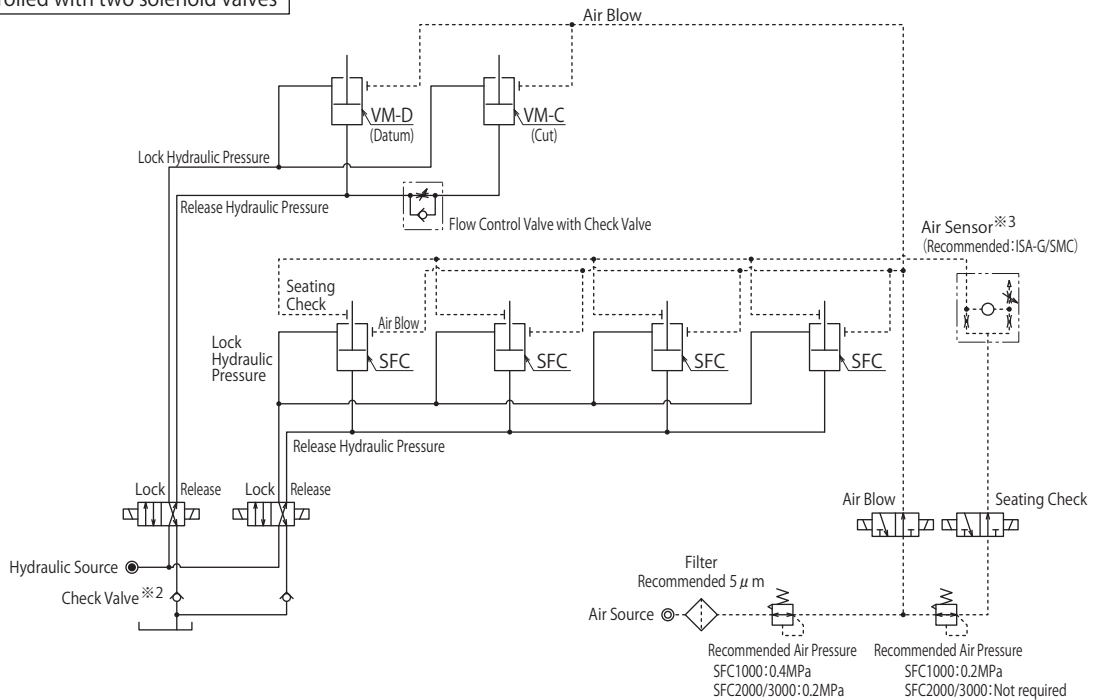 rolled with two solenoid valves
Air Blow
VM-D
(Datum)
VM-C
(Cut)
Lock Hydraulic Pressure
Release Hydraulic Pressure
Flow Control Valve with Check Valve
Air Sensor※3
(Recommended:ISA-G/SMC)
Seating
Check
Air Blow
Lock
Hydraulic
Pressure
SFC
SFC
SFC
SFC
Release Hydraulic Pressure
Lock Release
Lock Release
Air Blow
Seating Check
Hydraulic Source
Check Valve※2
Filter
Recommended 5μm
Air Source
Recommended Air Pressure
SFC1000:0.4MPa
SFC2000/3000:0.2MPa
Recommended Air Pressure
SFC1000:0.2MPa
SFC2000/3000:Not required